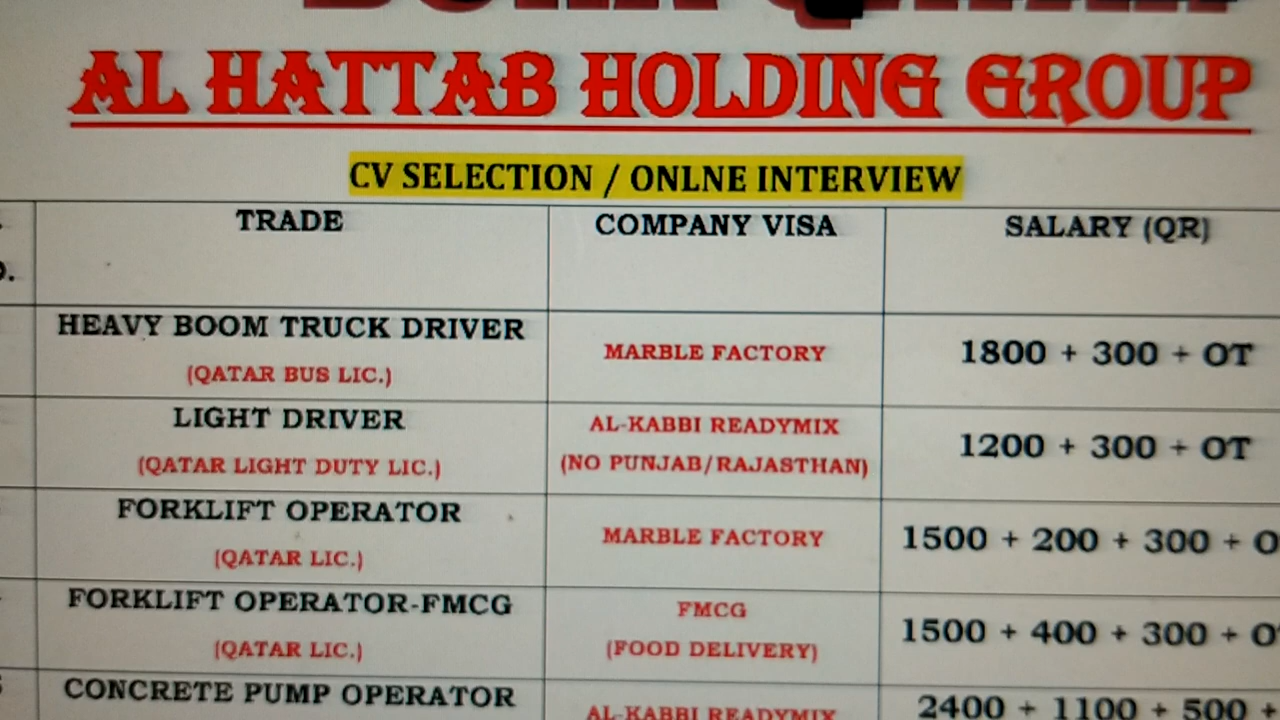 AL HATTAB HOLDING GROUP
CV SELECTION / ONLNE INTERVIEW
TRADE
COMPANY VISA
SALARY (QR)
HEAVY BOOM TRUCK DRIVER
(QATAR BUS LIC.)
MARBLE FACTORY
1800 + 300 + OT
LIGHT DRIVER
(QATAR LIGHT DUTY LIC.)
AL-KABBI READYMIX
(NO PUNJAB/RAJASTHAN)
1200 + 300 + OT
FORKLIFT OPERATOR
(QATAR LIC.)
MARBLE FACTORY
1500 + 200 + 300 + O
FORKLIFT OPERATOR-FMCG
(QATAR LIC.)
FMCG
(FOOD DELIVERY)
1500 + 400 + 300 + O
CONCRETE PUMP OPERATOR
AL-KABBI READYMIX
2400 + 1100 + 500 +